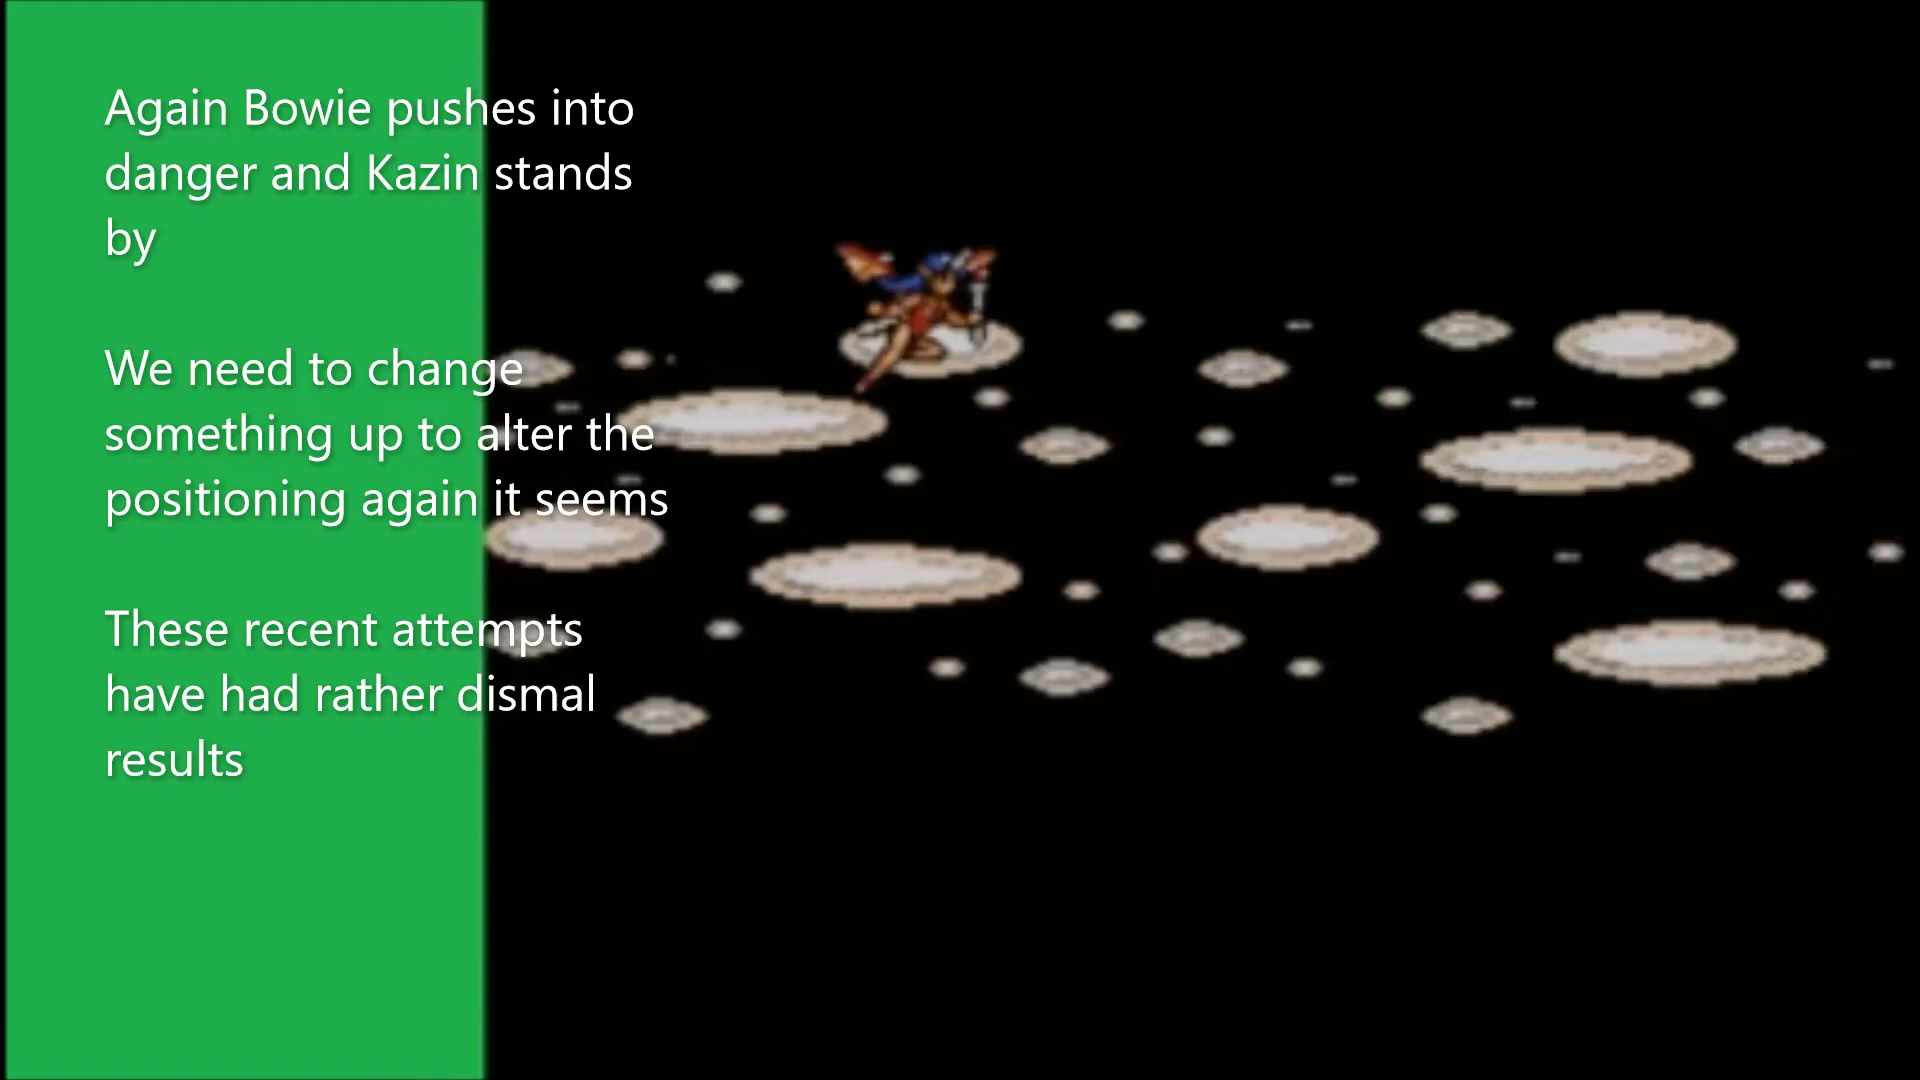 Again Bowie pushes into
danger and Kazin stands
by
We need to change
something up to alter the
positioning again it seems
These recent attempts
have had rather dismal
results